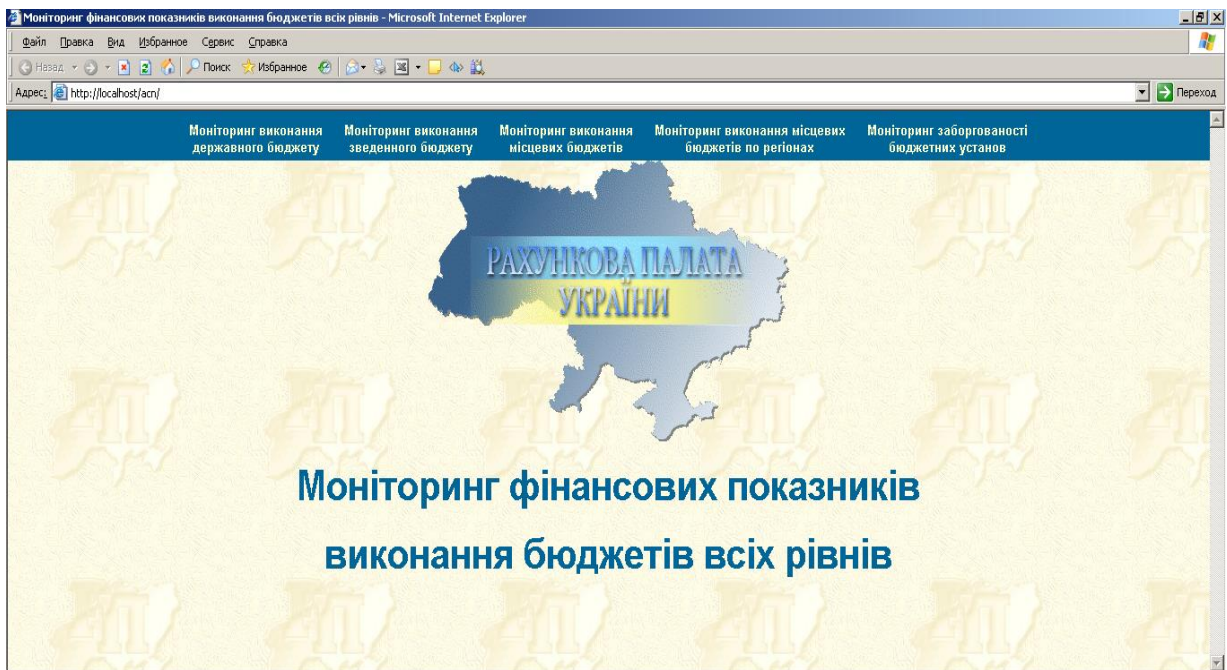 Моніторинг фінансових показників виконання бюджетів всіх рівнів - Microsoft Internet Explorer
Файл Правка Вид Избранное Сервис Справка
Назад Поиск Избранное
Адрес: http://localhost/acn/ Переход
Моніторинг виконання державного бюджету
Моніторинг виконання зведенного бюджету
Моніторинг виконання місцевих бюджетів
Моніторинг виконання місцевих бюджетів по регіонах
Моніторинг заборгованості бюджетних установ
РАХУНКОВА ПАЛАТА
УКРАЇНИ
Моніторинг фінансових показників
виконання бюджетів всіх рівнів